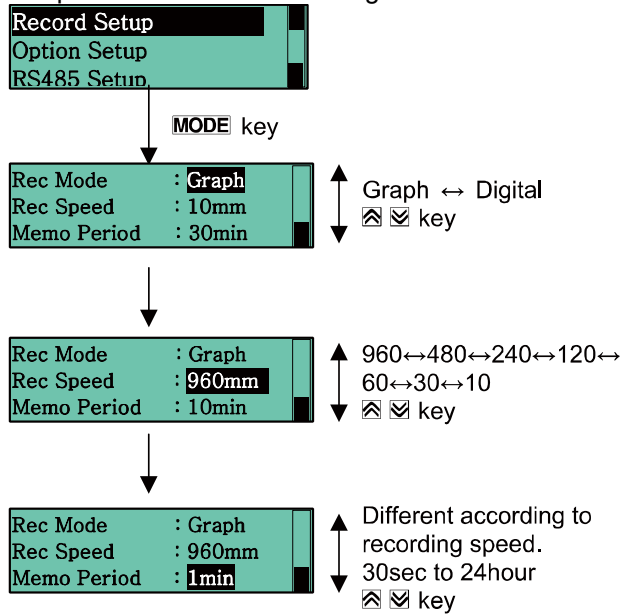 Record Setup
Option Setup
RS485 Setup
MODE key
Rec Mode : Graph
Rec Speed : 10mm
Memo Period : 30min
Graph ↔ Digital
key
Rec Mode : Graph
Rec Speed : 960mm
Memo Period : 10min
960↔480↔240↔120↔
60↔30↔10
key
Rec Mode : Graph
Rec Speed : 960mm
Memo Period : 1min
Different according to
recording speed.
30sec to 24hour
key